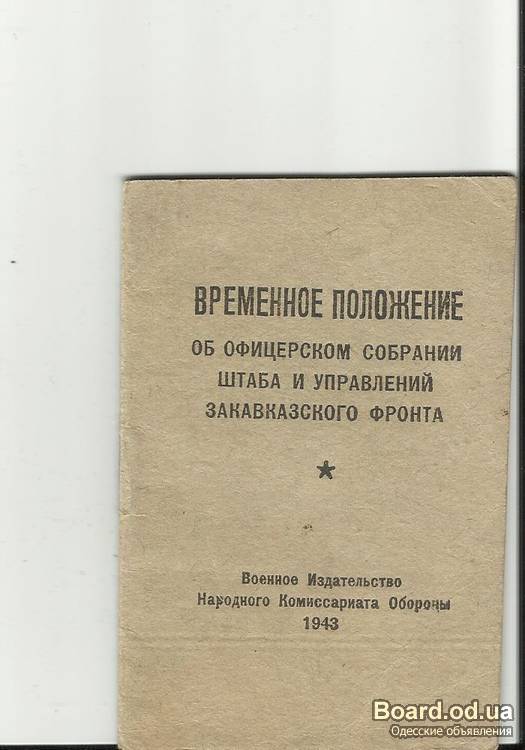 ВРЕМЕННОЕ ПОЛОЖЕНИЕ
ОБ ОФИЦЕРСКОМ СОБРАНИИ
ШТАБА И УПРАВЛЕНИЙ
ЗАКАВКАЗСКОГО ФРОНТА
Военное Издательство
Народного Комиссариата Обороны
1943
Board.od.ua
Одесские объявления